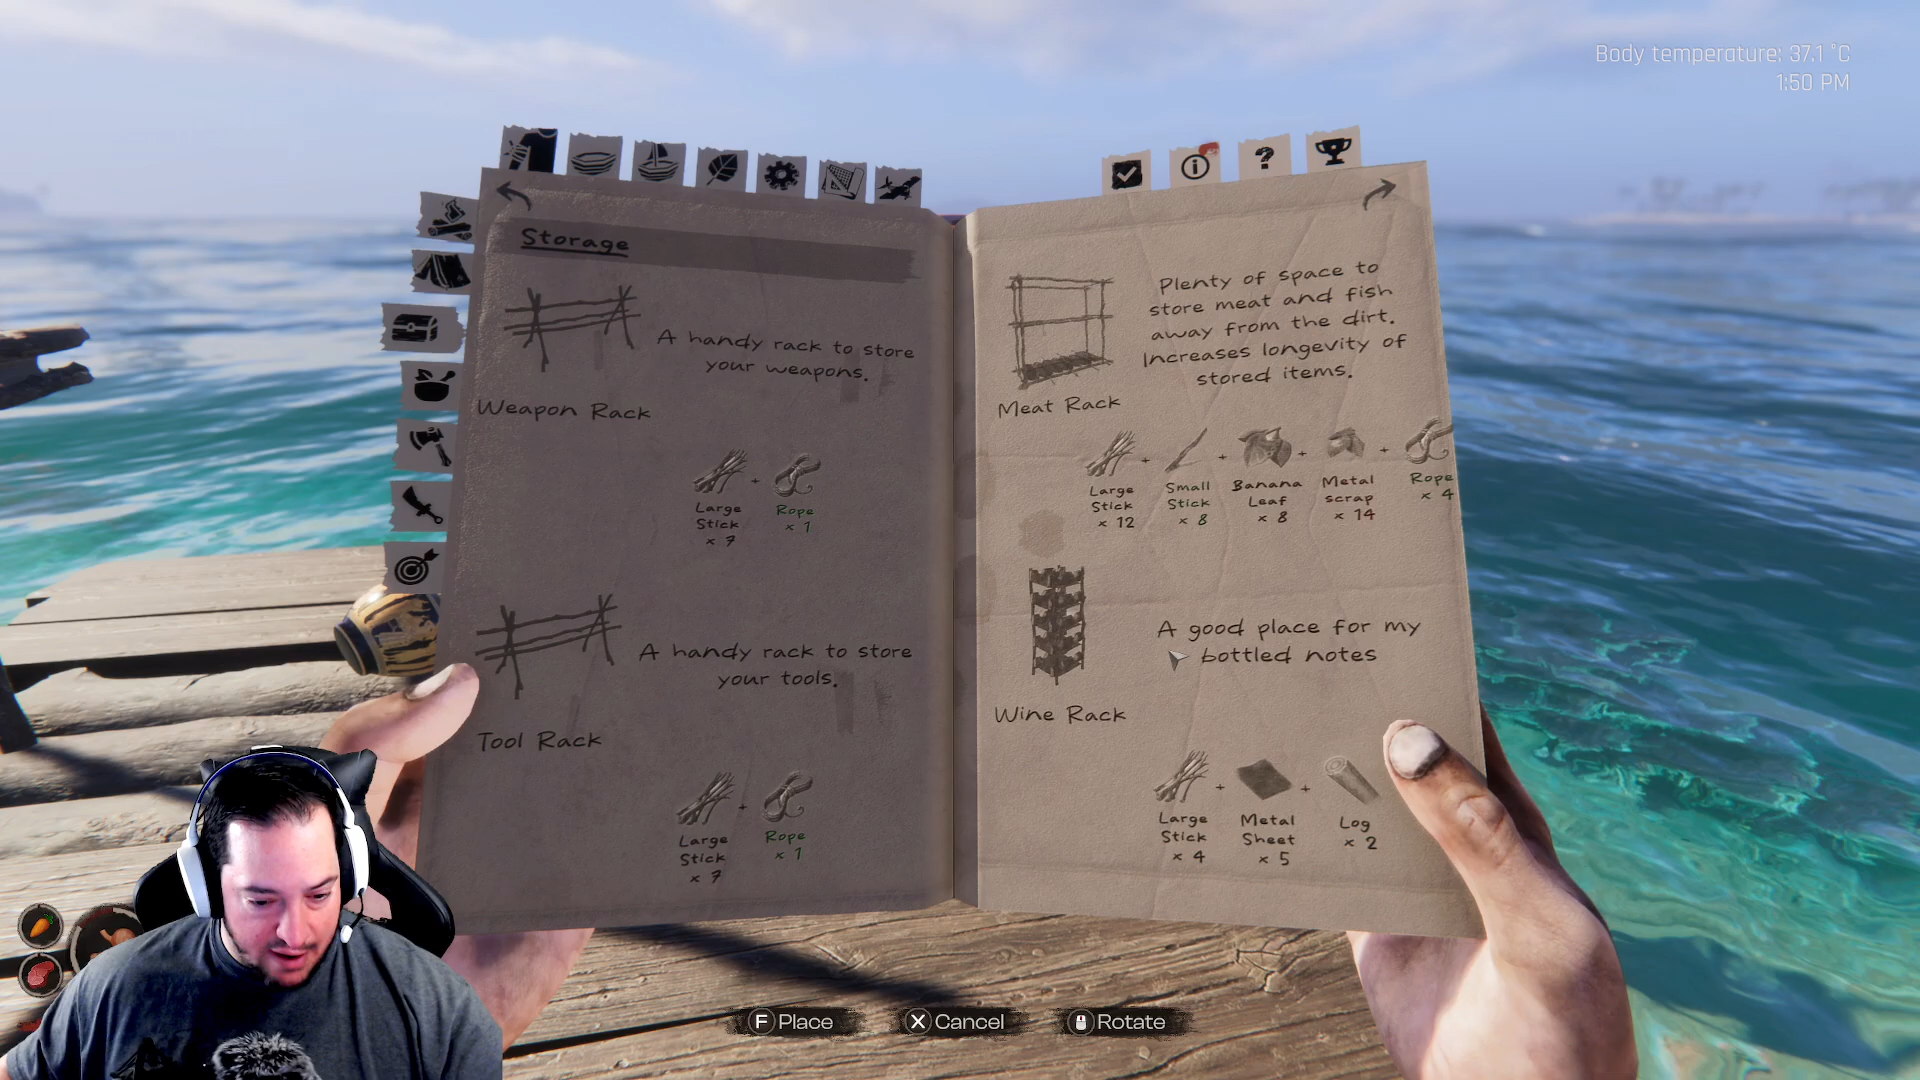 Body temperature: 37.1 °C
1:50 PM
Storage
A handy rack to store
your weapons.
Weapon Rack
Large
Stick
x 7
+
Rope
x 1
A handy rack to store
your tools.
Tool Rack
Large
Stick
x 7
+
Rope
x 1
Plenty of space to
store meat and fish
away from the dirt.
Increases longevity of
stored items.
Meat Rack
Large
Stick
x 12
+
Small
Stick
x 8
+
Banana
Leaf
x 8
+
Metal
scrap
x 14
+
Rope
x 4
A good place for my
bottled notes
Wine Rack
Large
Stick
x 4
+
Metal
Sheet
x 5
+
Log
x 2
F Place
X Cancel
Rotate